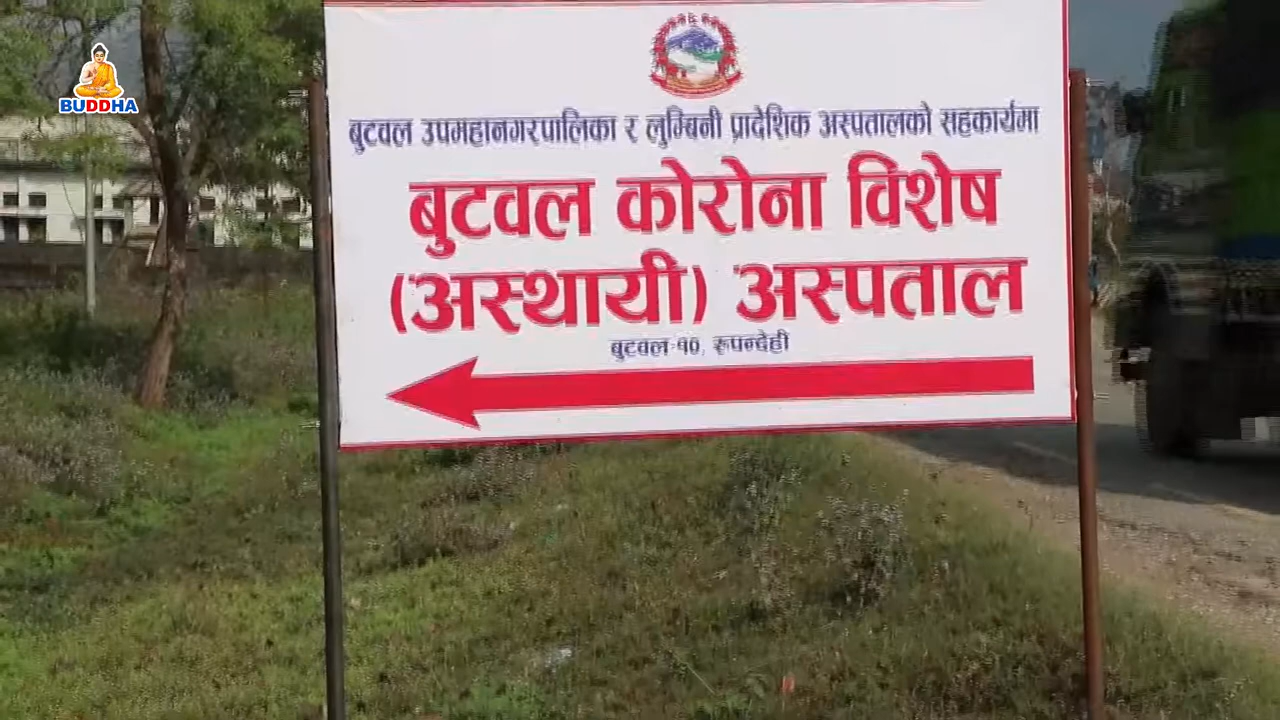 BUDDHA
बुटवल उपमहानगरपालिका र लुम्बिनी प्रादेशिक अस्पतालको सहकार्यमा
बुटवल कोरोना विशेष
(अस्थायी) अस्पताल
बुटवल-१०, रुपन्देही